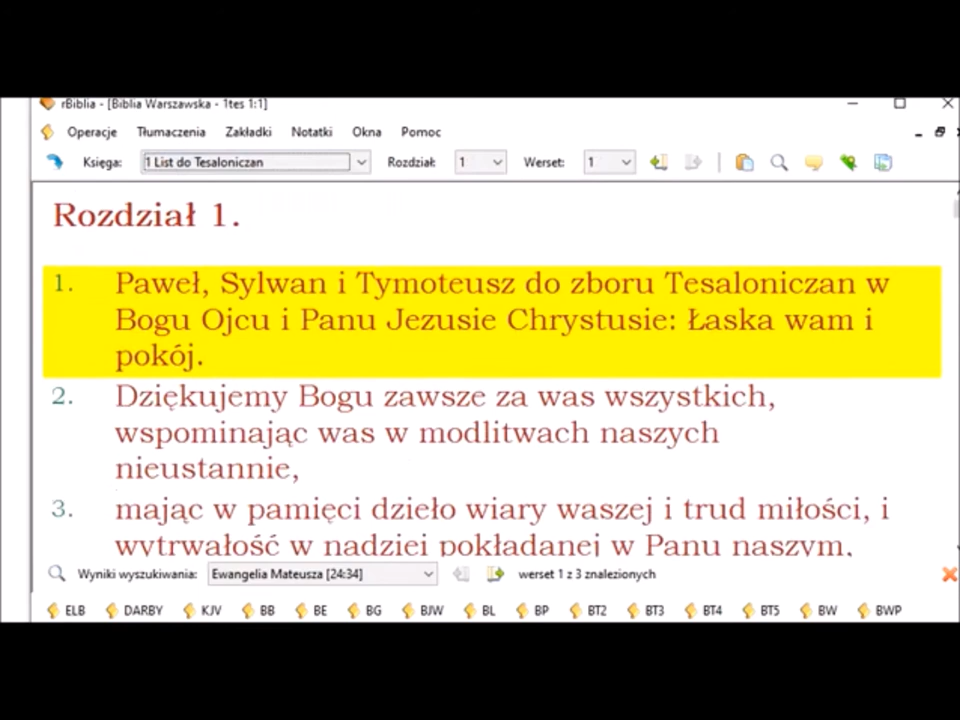 rBiblia - [Biblia Warszawska - 1tes 1:1]
Operacje Tłumaczenia Zakładki Notatki Okna Pomoc
Księga: 1 List do Tesaloniczan Rozdział: 1 Werset: 1
Rozdział 1.
1. Paweł, Sylwan i Tymoteusz do zboru Tesaloniczan w
Bogu Ojcu i Panu Jezusie Chrystusie: Łaska wam i
pokój.
2. Dziękujemy Bogu zawsze za was wszystkich,
wspominając was w modlitwach naszych
nieustannie,
3. mając w pamięci dzieło wiary waszej i trud miłości, i
wytrwałość w nadziei pokładanej w Panu naszym,
Wyniki wyszukiwania: Ewangelia Mateusza [24:34] werset 1 z 3 znalezionych
ELB DARBY KJV BB BE BG BJW BL BP BT2 BT3 BT4 BT5 BW BWP